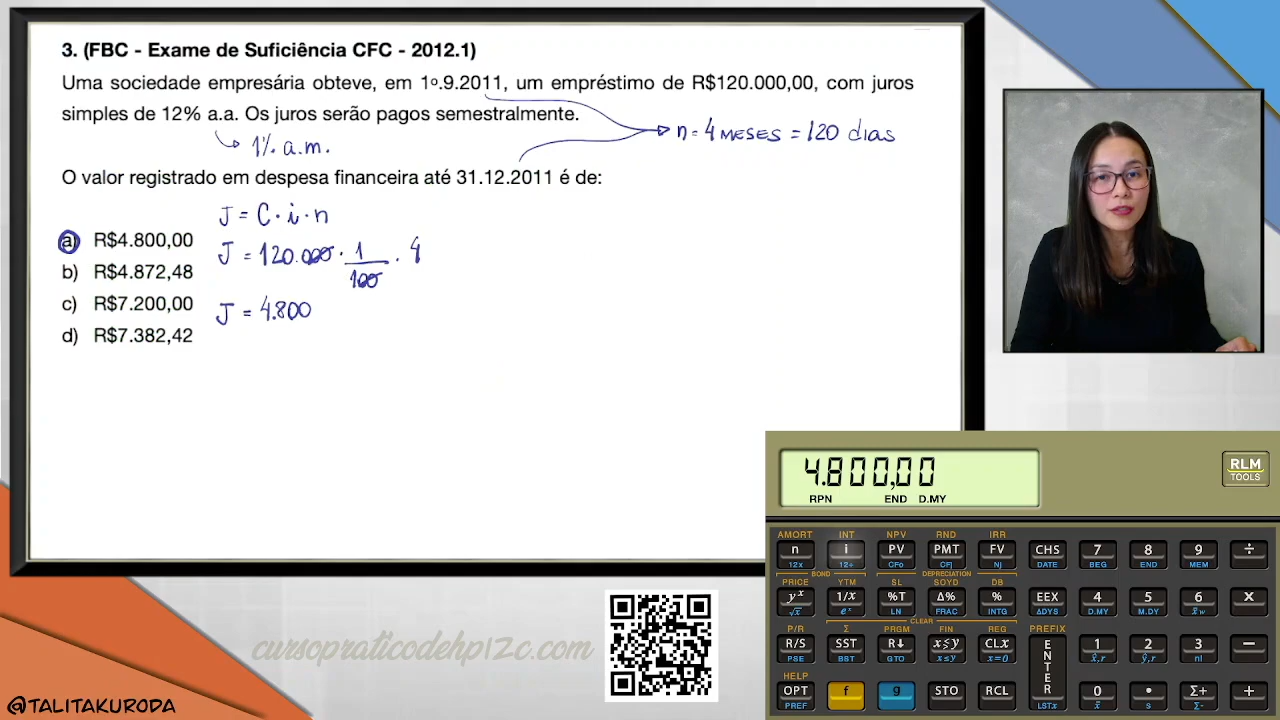 3. (FBC - Exame de Suficiência CFC - 2012.1)
Uma sociedade empresária obteve, em 1º.9.2011, um empréstimo de R$120.000,00, com juros
simples de 12% a.a. Os juros serão pagos semestralmente.
n = 4 MESES = 120 dias
1% a.m.
O valor registrado em despesa financeira até 31.12.2011 é de:
J = C · i · n
a) R$4.800,00
J = 120.000 · 1/100 · 4
b) R$4.872,48
c) R$7.200,00
J = 4.800
d) R$7.382,42
4.800,00
RPN END D.MY
RLM
TOOLS
AMORT INT NPV RND IRR
n i PV PMT FV CHS 7 8 9 ÷
12x 12÷ CFo CFj Nj DATE BEG END MEM
BOND DEPRECIATION
PRICE YTM SL SOYD DB
yx 1/x %T Δ% % EEX 4 5 6 X
√x ex LN FRAC INTG ΔDYS D.MY M.DY x̄w
CLEAR
P/R Σ PRGM FIN REG PREFIX
R/S SST R↓ x≶y CLx ENTER 1 2 3 −
PSE BST GTO x≤y x=0 x̂,r ŷ,r n!
HELP
OPT f g STO RCL 0 • Σ+ +
PREF LSTx x̄ s Σ-
cursopraticodehp12c.com
@TALITAKURODA